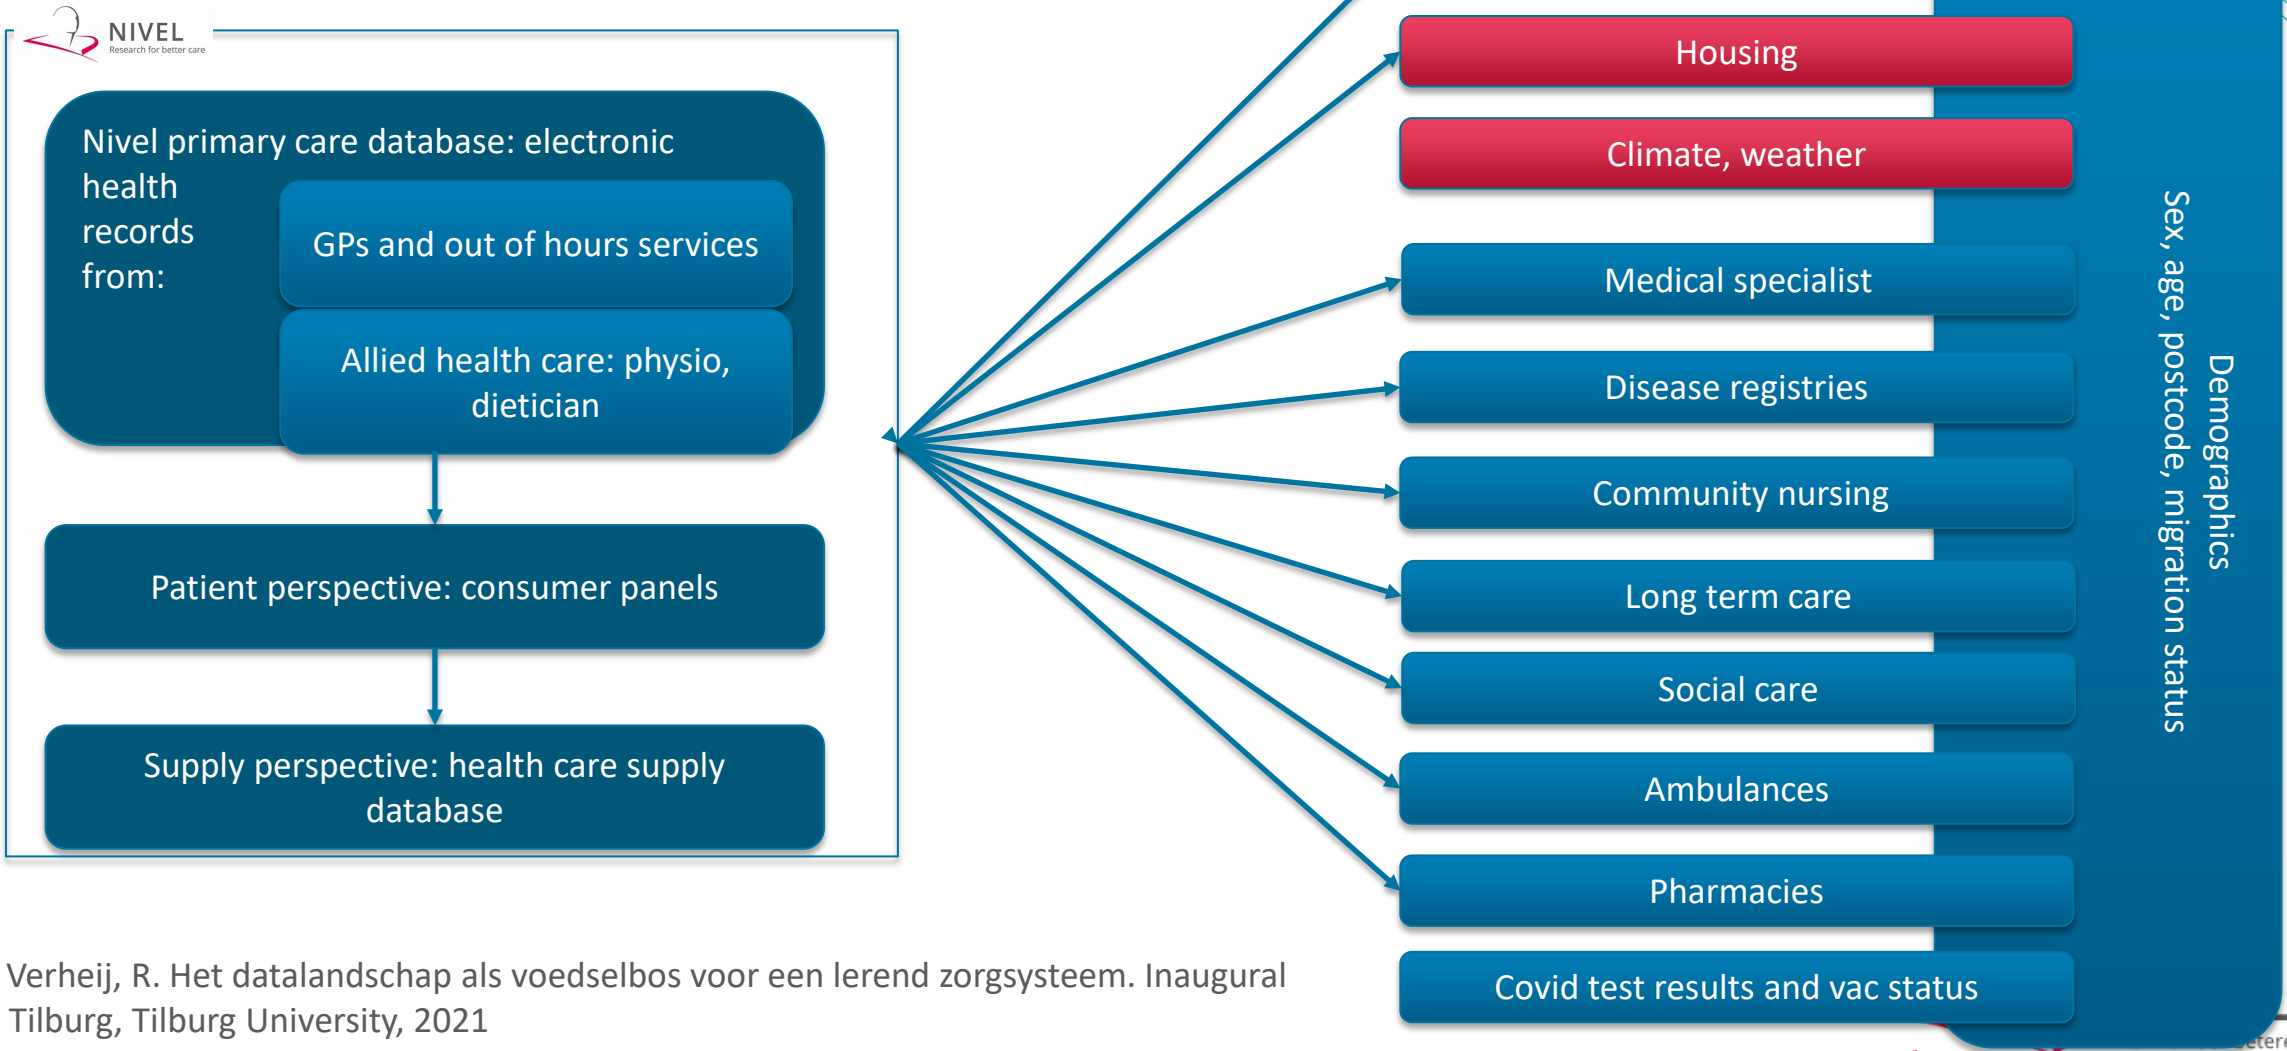 NIVEL
Research for better care
Nivel primary care database: electronic
health
records
from:
GPs and out of hours services
Allied health care: physio,
dietician
Patient perspective: consumer panels
Supply perspective: health care supply
database
Housing
Climate, weather
Medical specialist
Disease registries
Community nursing
Long term care
Social care
Ambulances
Pharmacies
Covid test results and vac status
Demographics
Sex, age, postcode, migration status
Verheij, R. Het datalandschap als voedselbos voor een lerend zorgsysteem. Inaugural
Tilburg, Tilburg University, 2021